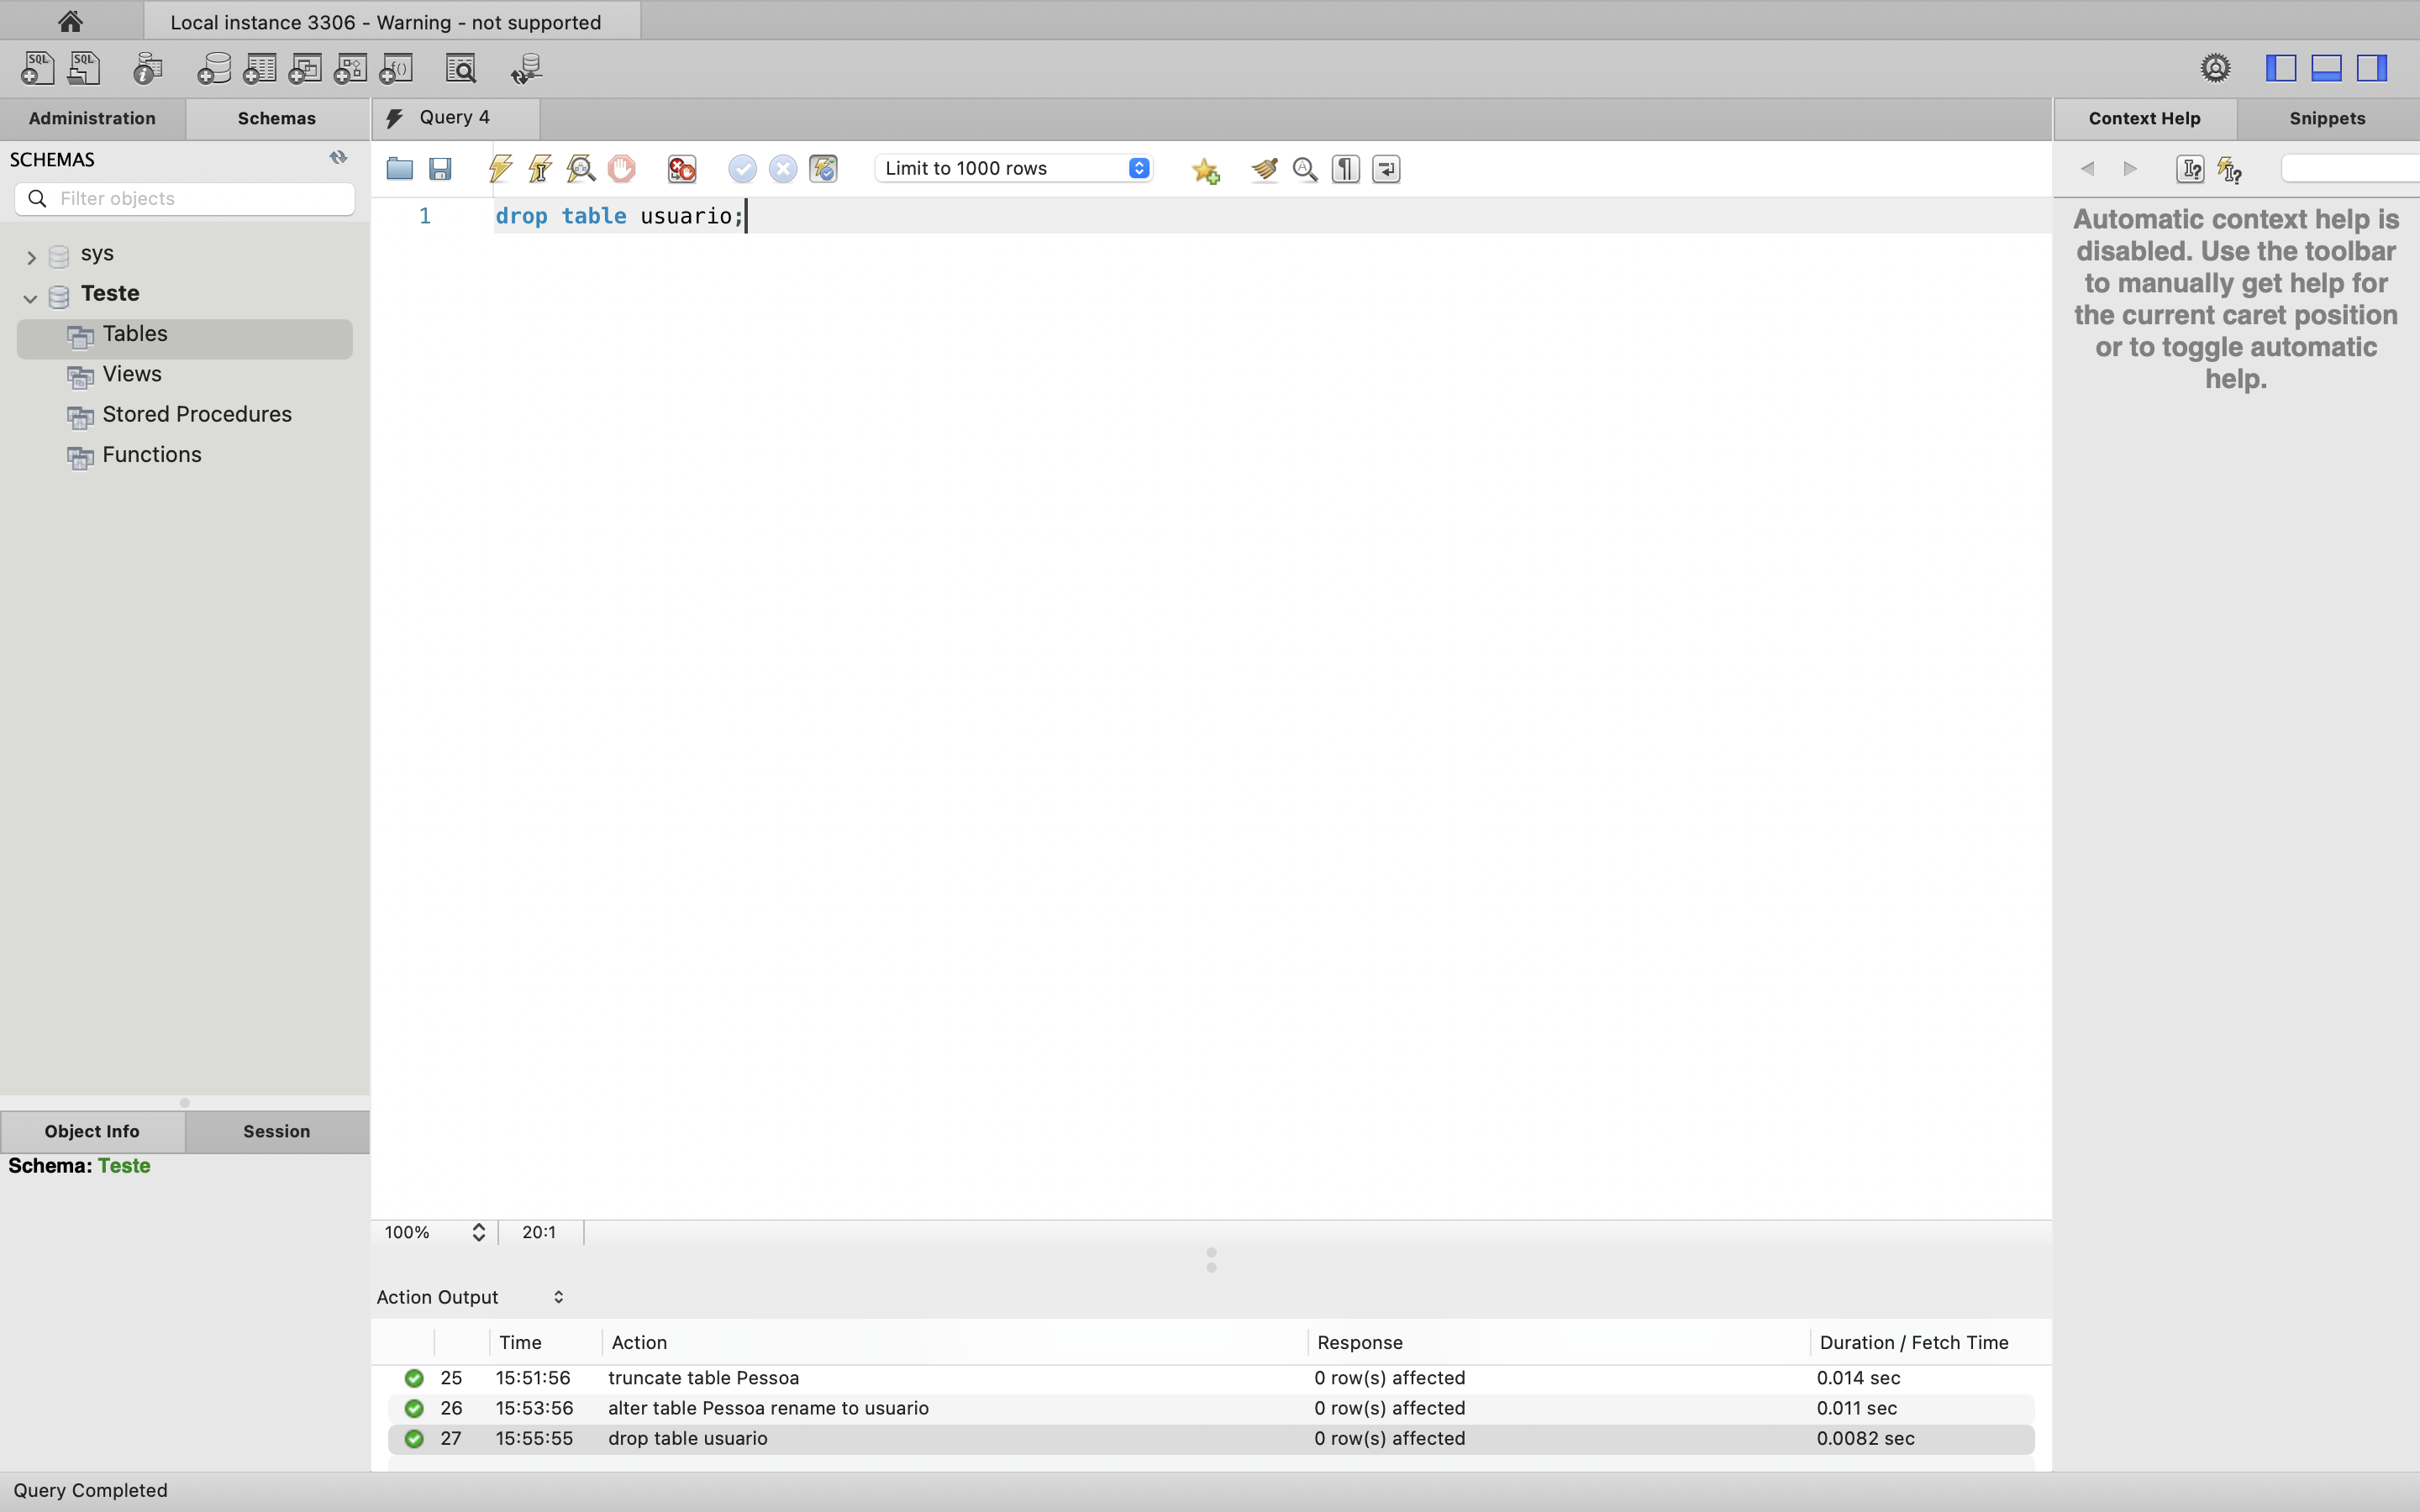 Local instance 3306 - Warning - not supported
SQL SQL
Administration Schemas
Query 4
Context Help Snippets
SCHEMAS
Limit to 1000 rows
Filter objects
1 drop table usuario;
sys
Teste
Tables
Views
Stored Procedures
Functions
Automatic context help is
disabled. Use the toolbar
to manually get help for
the current caret position
or to toggle automatic
help.
Object Info Session
Schema: Teste
100% 20:1
Action Output
Time Action Response Duration / Fetch Time
25 15:51:56 truncate table Pessoa 0 row(s) affected 0.014 sec
26 15:53:56 alter table Pessoa rename to usuario 0 row(s) affected 0.011 sec
27 15:55:55 drop table usuario 0 row(s) affected 0.0082 sec
Query Completed